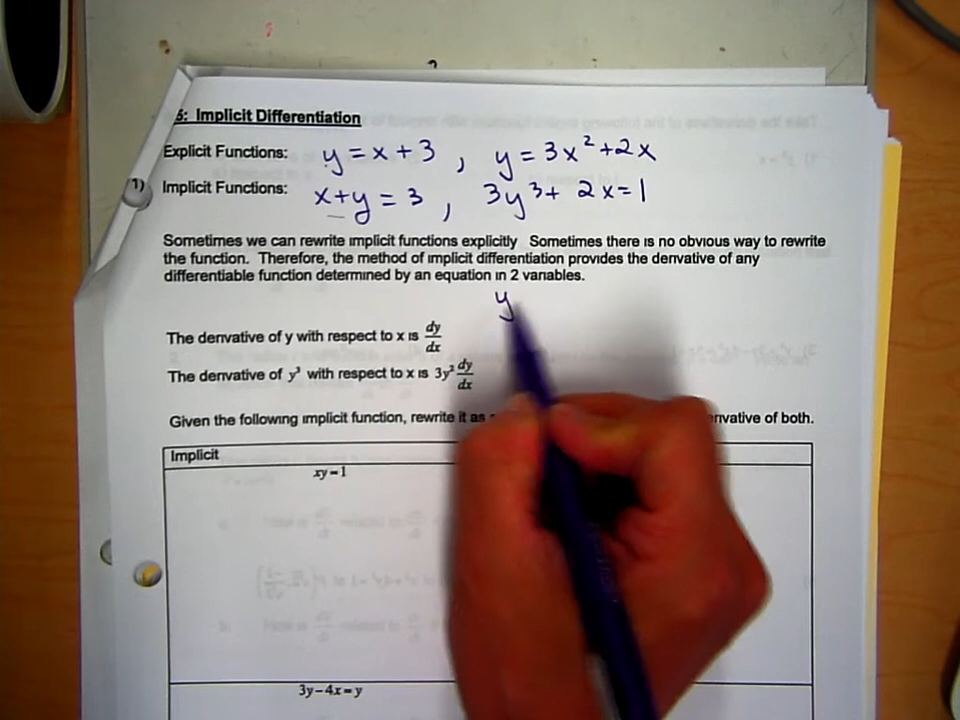 5: Implicit Differentiation
Explicit Functions: y = x + 3 , y = 3x² + 2x
1) Implicit Functions: x + y = 3 , 3y³ + 2x = 1
Sometimes we can rewrite implicit functions explicitly Sometimes there is no obvious way to rewrite
the function. Therefore, the method of implicit differentiation provides the derivative of any
differentiable function determined by an equation in 2 variables.
y
The derivative of y with respect to x is dy/dx
The derivative of y³ with respect to x is 3y² dy/dx
Given the following implicit function, rewrite it as derivative of both.
Implicit
xy = 1
3y − 4x = y